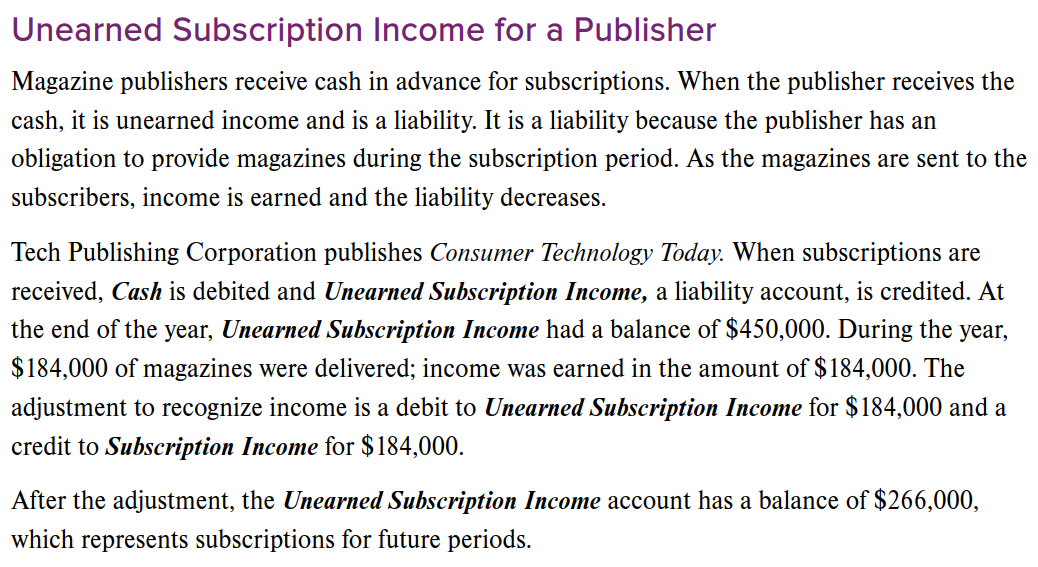 Unearned Subscription Income for a Publisher
Magazine publishers receive cash in advance for subscriptions. When the publisher receives the
cash, it is unearned income and is a liability. It is a liability because the publisher has an
obligation to provide magazines during the subscription period. As the magazines are sent to the
subscribers, income is earned and the liability decreases.
Tech Publishing Corporation publishes Consumer Technology Today. When subscriptions are
received, Cash is debited and Unearned Subscription Income, a liability account, is credited. At
the end of the year, Unearned Subscription Income had a balance of $450,000. During the year,
$184,000 of magazines were delivered; income was earned in the amount of $184,000. The
adjustment to recognize income is a debit to Unearned Subscription Income for $184,000 and a
credit to Subscription Income for $184,000.
After the adjustment, the Unearned Subscription Income account has a balance of $266,000,
which represents subscriptions for future periods.